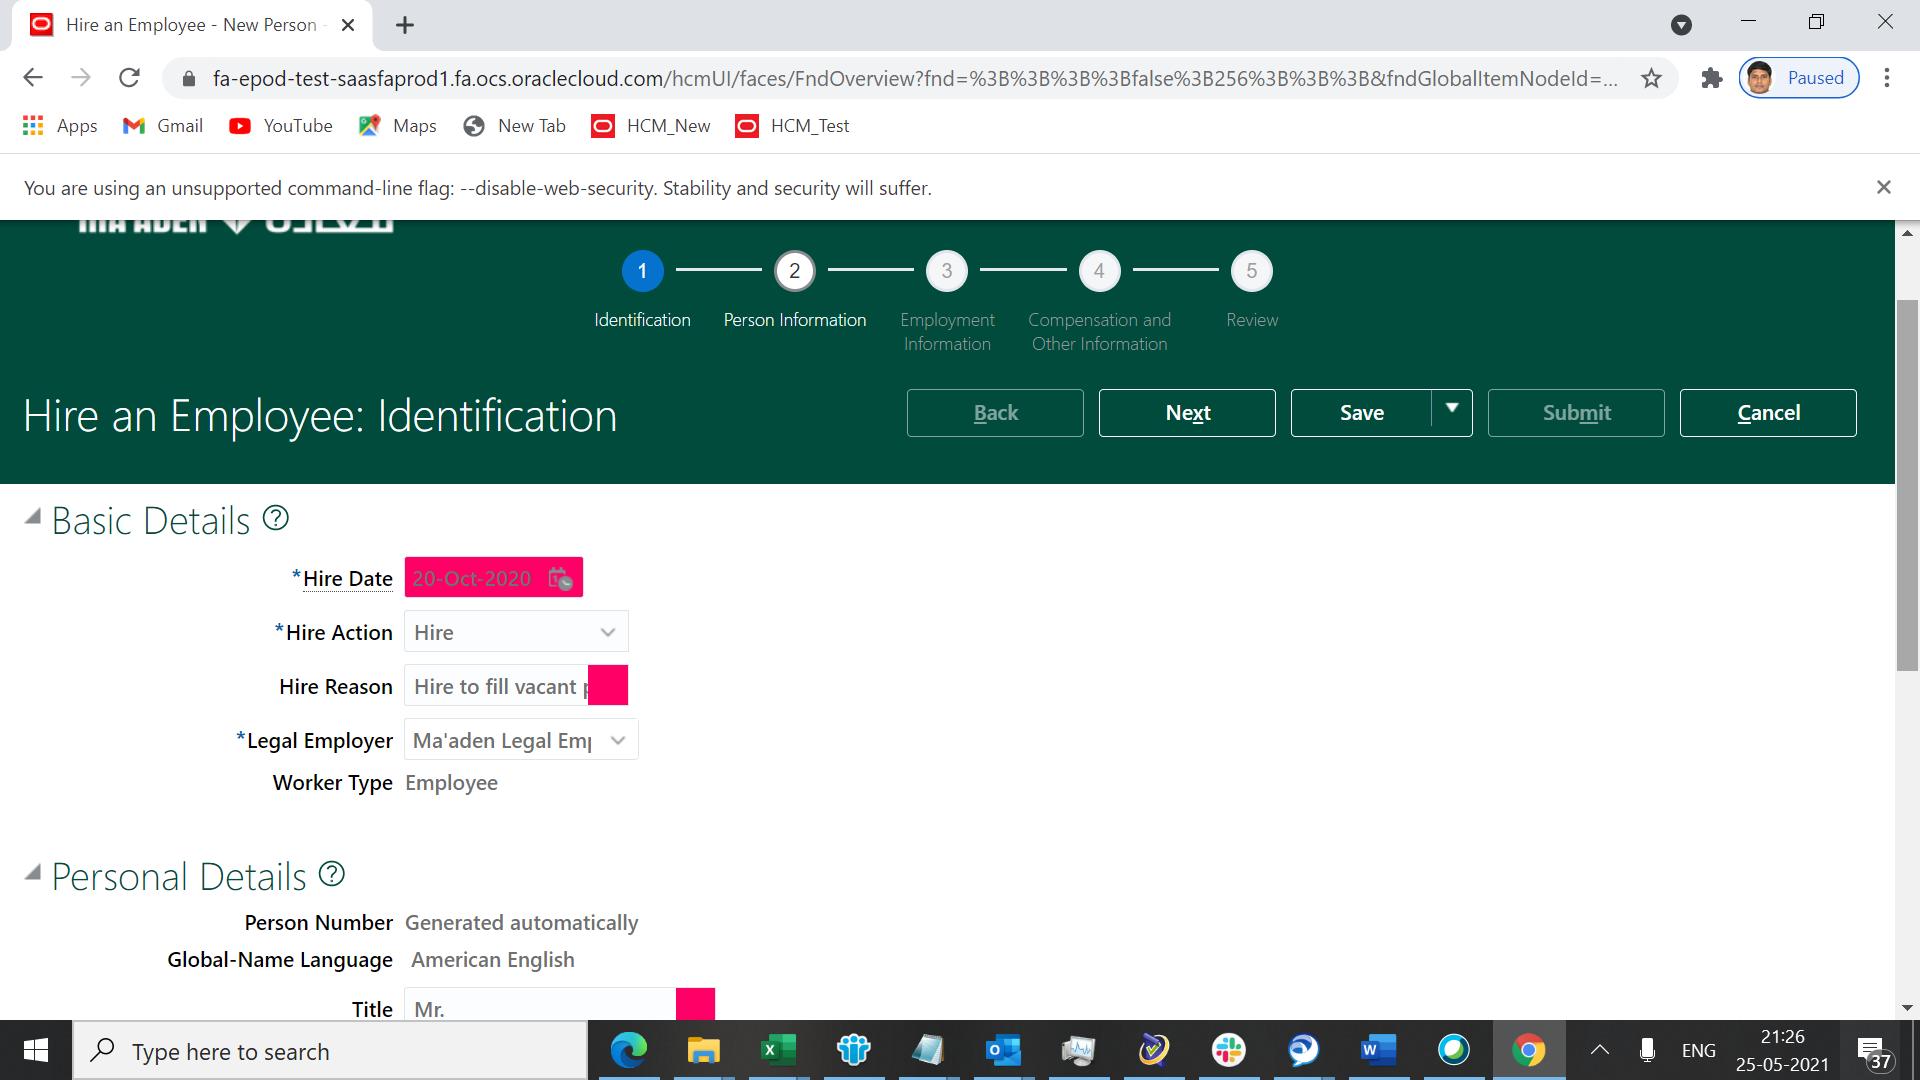 Hire an Employee - New Person -
fa-epod-test-saasfaprod1.fa.ocs.oraclecloud.com/hcmUI/faces/FndOverview?fnd=%3B%3B%3B%3Bfalse%3B256%3B%3B%3B&fndGlobalItemNodeId=...
Paused
Apps Gmail YouTube Maps New Tab HCM_New HCM_Test
You are using an unsupported command-line flag: --disable-web-security. Stability and security will suffer.
MA'ADEN معادن
1 2 3 4 5
Identification Person Information Employment Information Compensation and Other Information Review
Hire an Employee: Identification Back Next Save Submit Cancel
Basic Details ?
*Hire Date 20-Oct-2020
*Hire Action Hire
Hire Reason Hire to fill vacant p
*Legal Employer Ma'aden Legal Emp
Worker Type Employee
Personal Details ?
Person Number Generated automatically
Global-Name Language American English
Title Mr.
Type here to search
ENG
21:26
25-05-2021
37